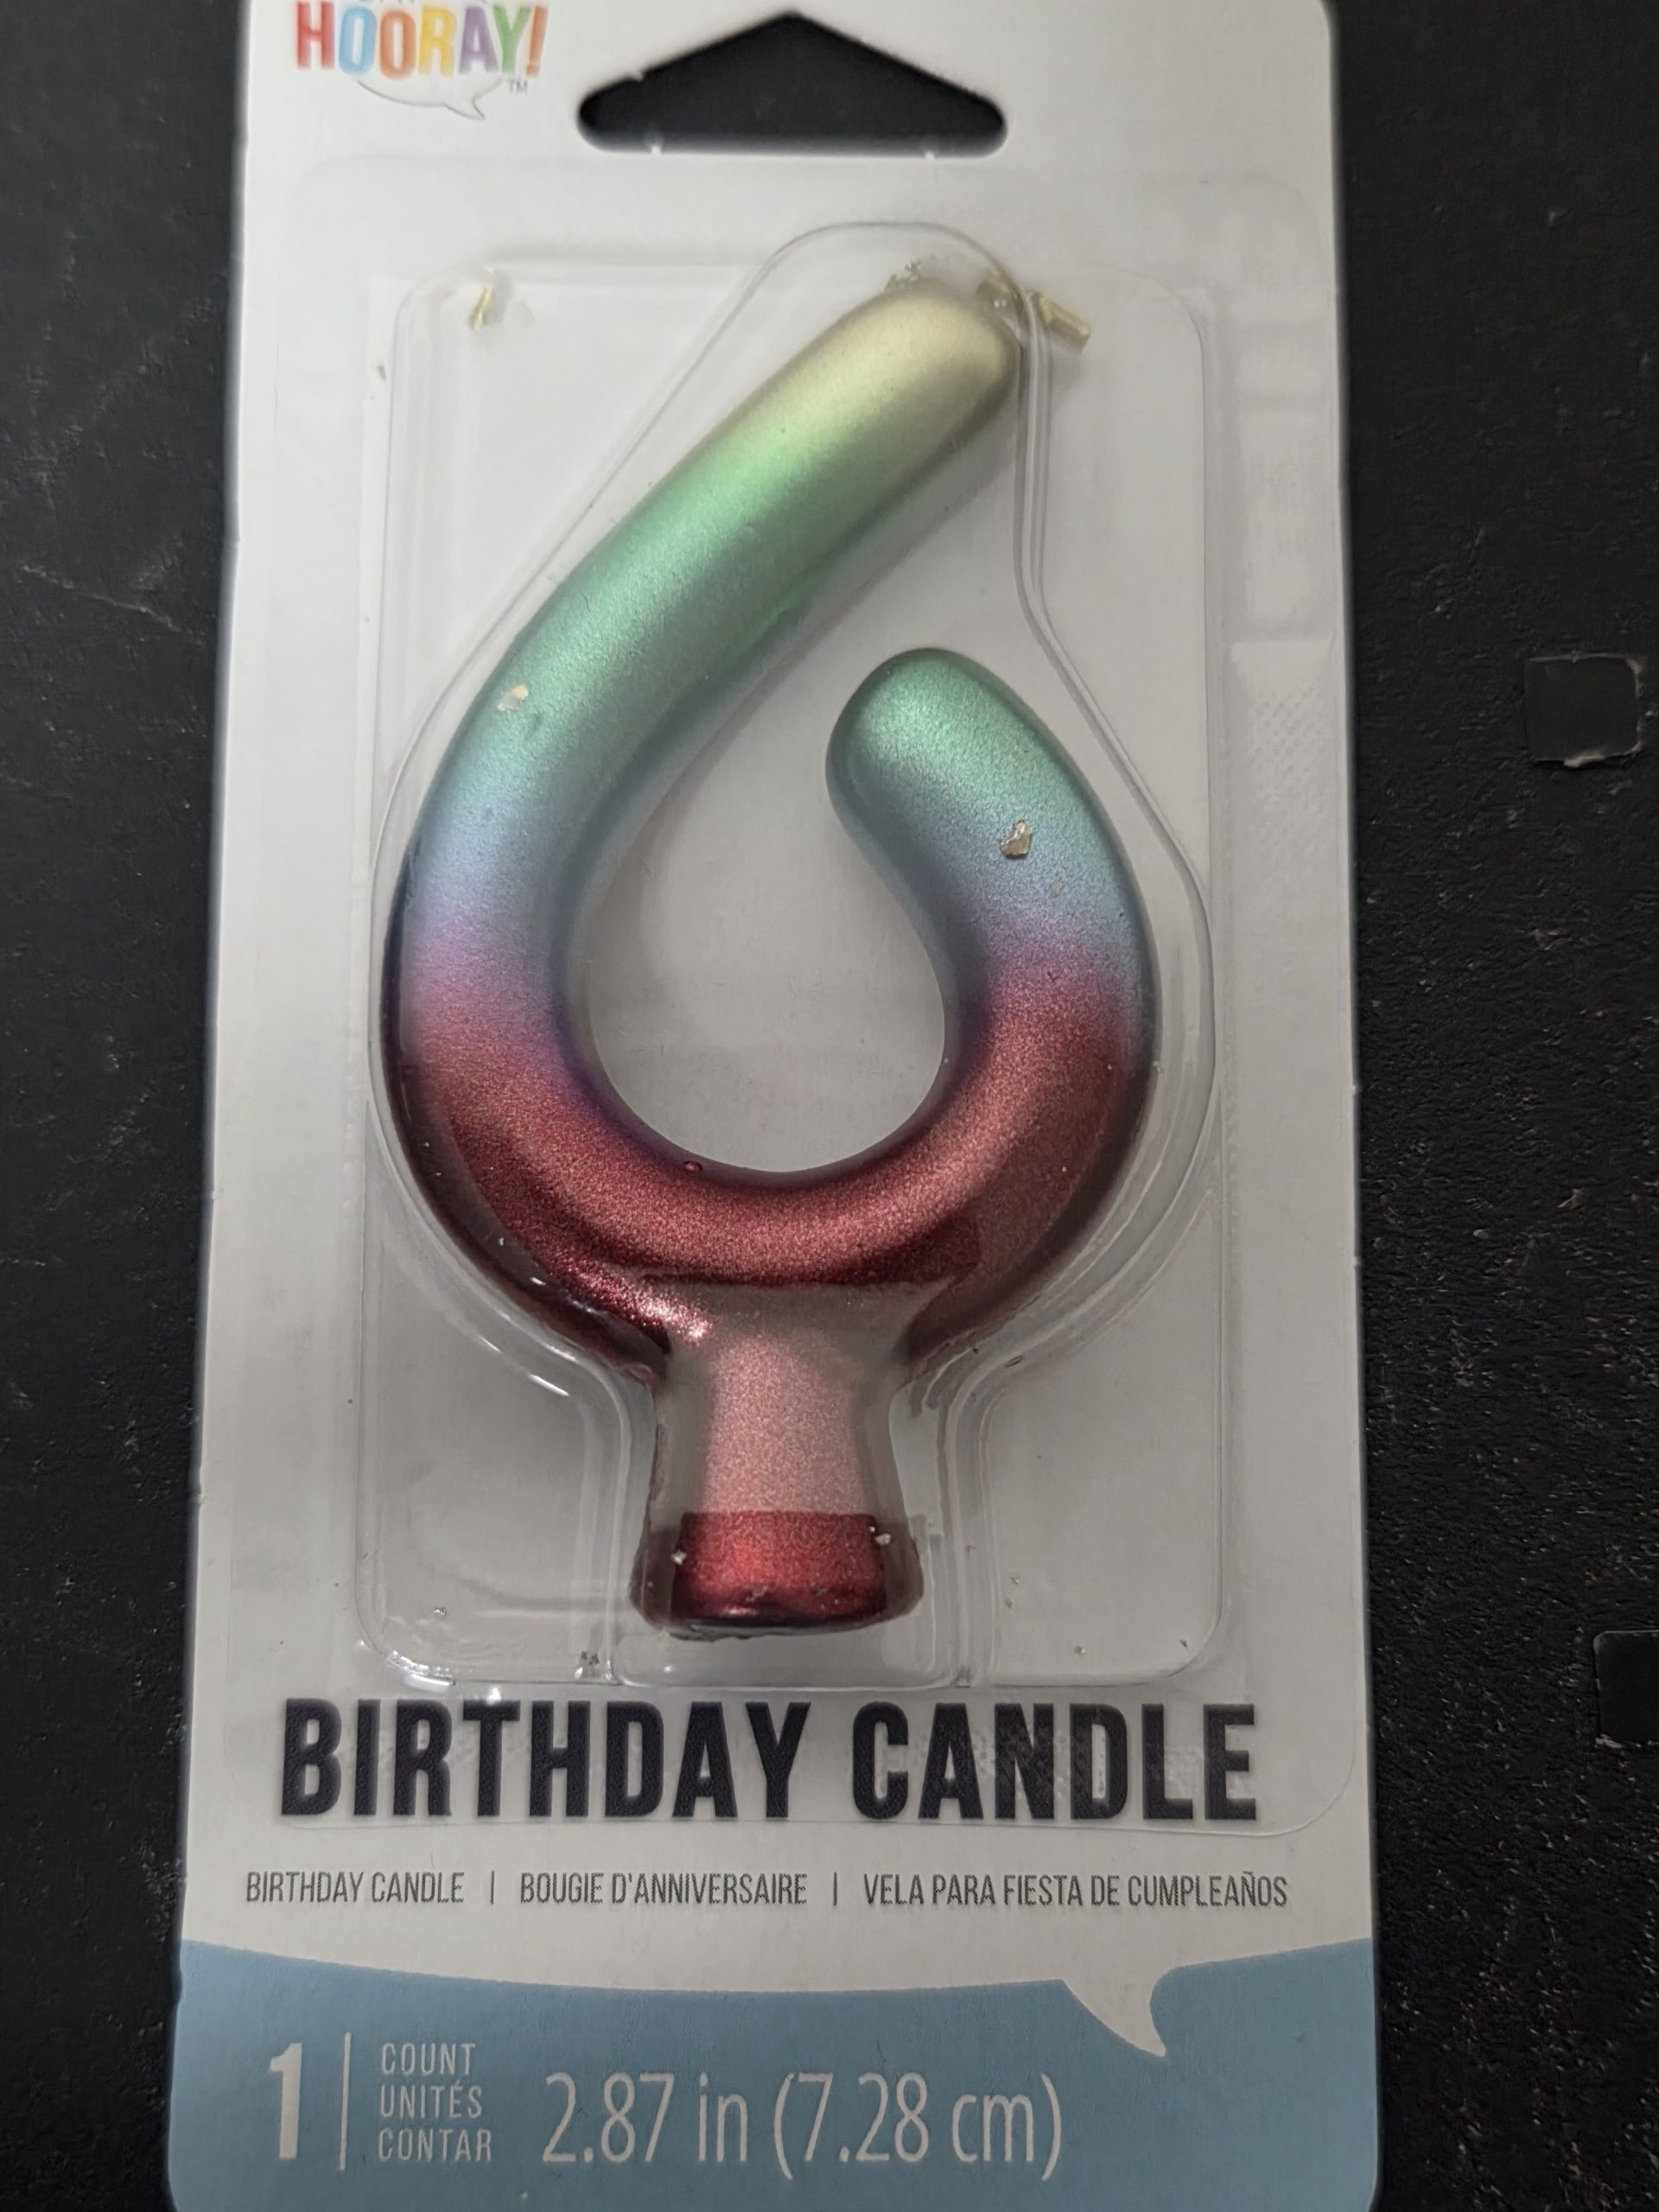 HOORAY!
TM
BIRTHDAY CANDLE
BIRTHDAY CANDLE | BOUGIE D'ANNIVERSAIRE | VELA PARA FIESTA DE CUMPLEAÑOS
1 | COUNT
UNITÉS
CONTAR
2.87 in (7.28 cm)